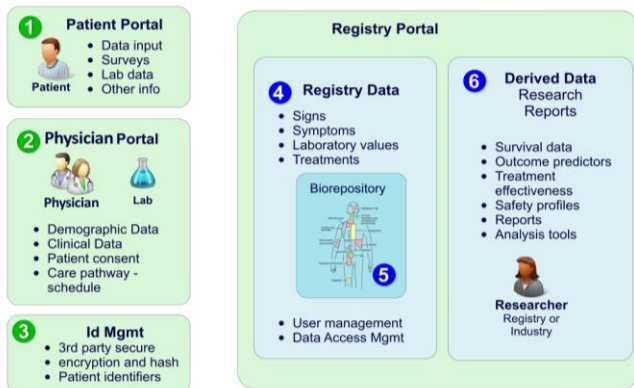 1
Patient Portal
Patient
• Data input
• Surveys
• Lab data
• Other info
2
Physician Portal
Physician
Lab
• Demographic Data
• Clinical Data
• Patient consent
• Care pathway -
schedule
3
Id Mgmt
• 3rd party secure
• encryption and hash
• Patient identifiers
Registry Portal
4
Registry Data
• Signs
• Symptoms
• Laboratory values
• Treatments
Biorepository
5
• User management
• Data Access Mgmt
6
Derived Data
Research
Reports
• Survival data
• Outcome predictors
• Treatment
effectiveness
• Safety profiles
• Reports
• Analysis tools
Researcher
Registry or
Industry